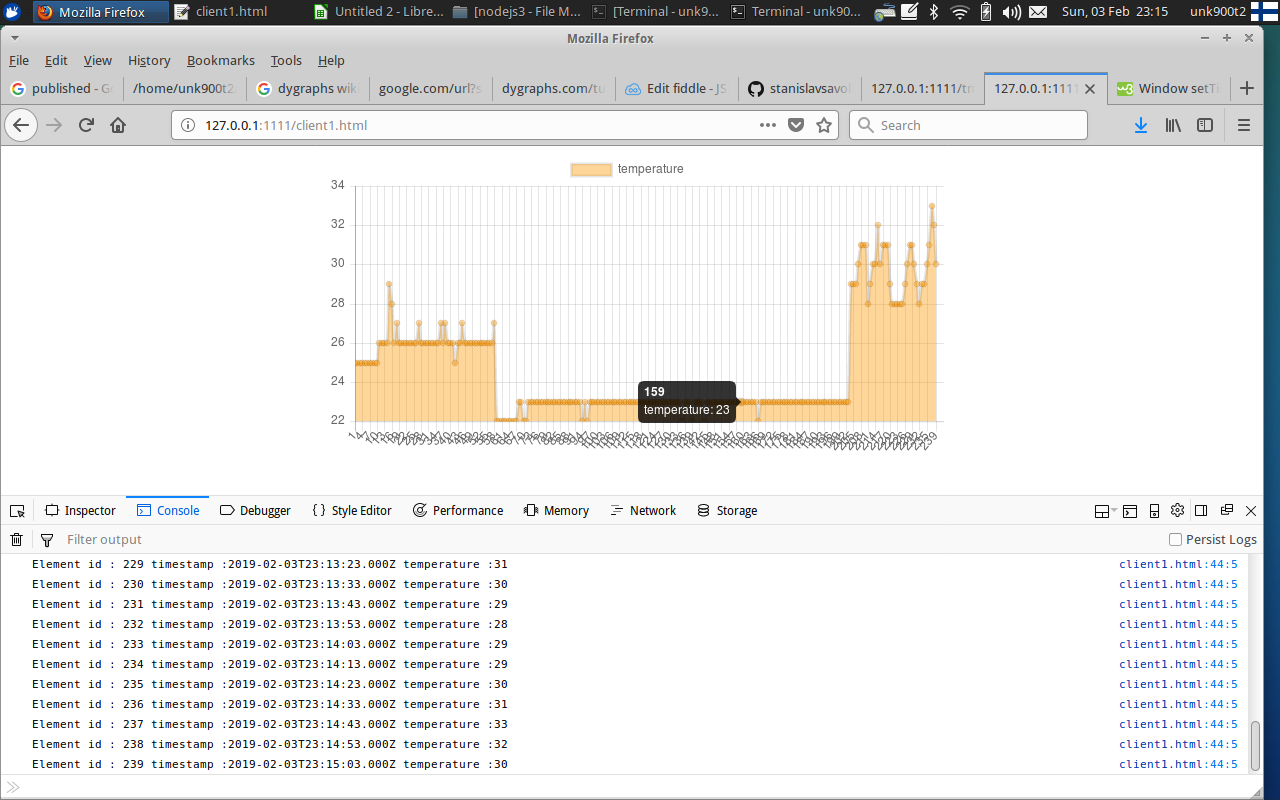 Mozilla Firefox
client1.html
Untitled 2 - Libre...
[nodejs3 - File M...
[Terminal - unk9...
Terminal - unk90...
Sun, 03 Feb 23:15
unk900t2
Mozilla Firefox
File Edit View History Bookmarks Tools Help
published - G
/home/unk900t2
dygraphs wik
google.com/url?s
dygraphs.com/tu
Edit fiddle - JS
stanislavsavo
127.0.0.1:1111/tm
127.0.0.1:1111
Window setTi
127.0.0.1:1111/client1.html
Search
temperature
34
32
30
28
26
24
22
159
temperature: 23
239
Inspector Console Debugger Style Editor Performance Memory Network Storage
Filter output
Persist Logs
Element id : 229 timestamp :2019-02-03T23:13:23.000Z temperature :31 client1.html:44:5
Element id : 230 timestamp :2019-02-03T23:13:33.000Z temperature :30 client1.html:44:5
Element id : 231 timestamp :2019-02-03T23:13:43.000Z temperature :29 client1.html:44:5
Element id : 232 timestamp :2019-02-03T23:13:53.000Z temperature :28 client1.html:44:5
Element id : 233 timestamp :2019-02-03T23:14:03.000Z temperature :29 client1.html:44:5
Element id : 234 timestamp :2019-02-03T23:14:13.000Z temperature :29 client1.html:44:5
Element id : 235 timestamp :2019-02-03T23:14:23.000Z temperature :30 client1.html:44:5
Element id : 236 timestamp :2019-02-03T23:14:33.000Z temperature :31 client1.html:44:5
Element id : 237 timestamp :2019-02-03T23:14:43.000Z temperature :33 client1.html:44:5
Element id : 238 timestamp :2019-02-03T23:14:53.000Z temperature :32 client1.html:44:5
Element id : 239 timestamp :2019-02-03T23:15:03.000Z temperature :30 client1.html:44:5